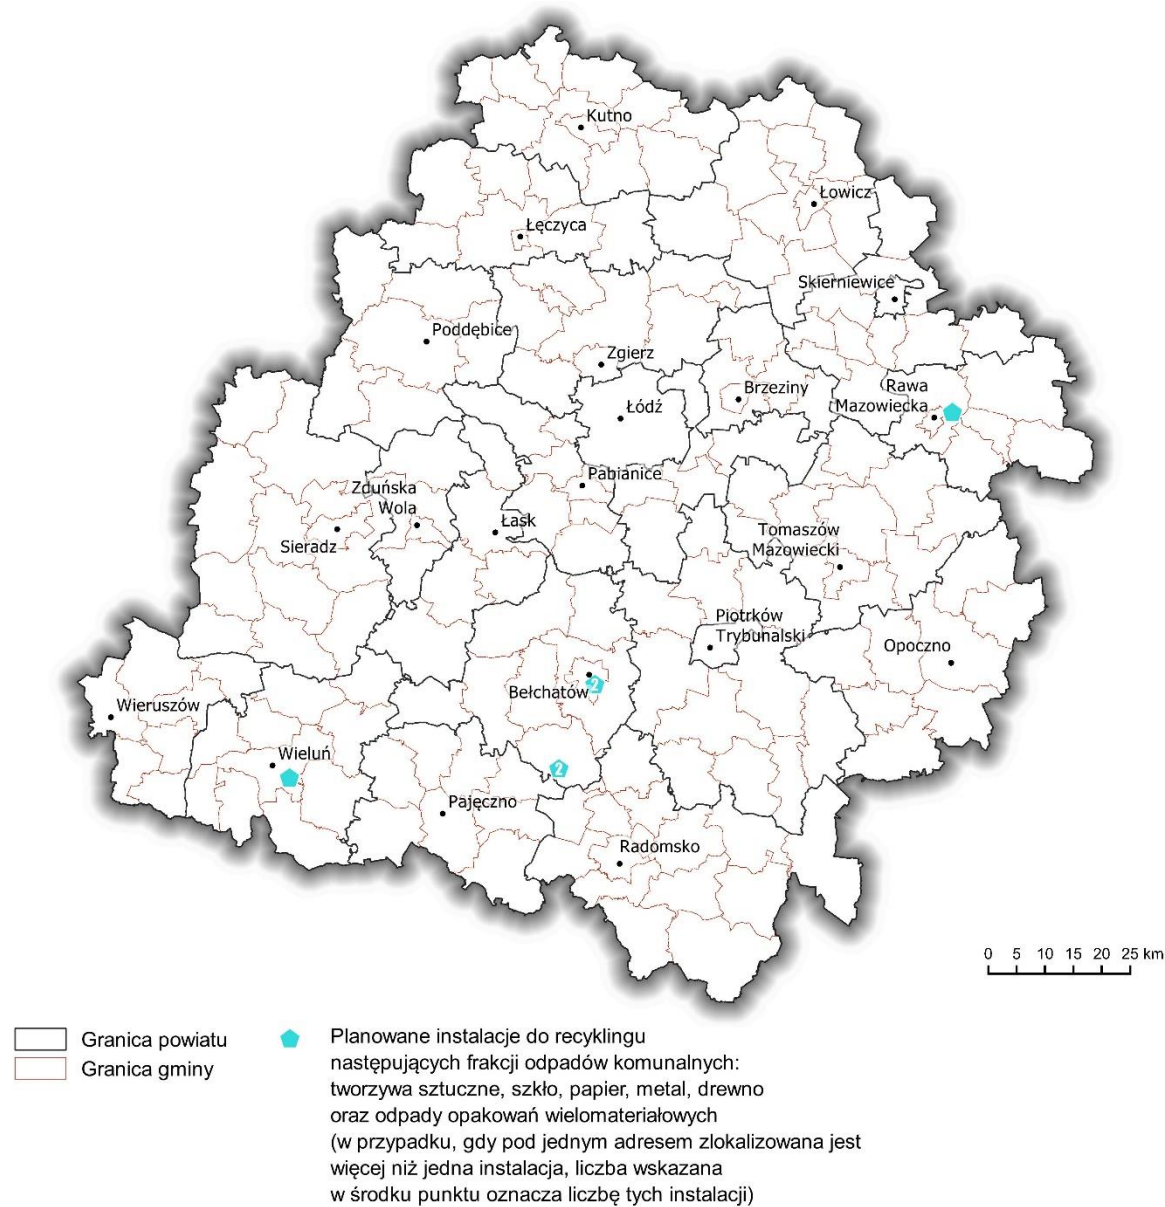 Kutno
Łowicz
Łęczyca
Skierniewice
Poddębice
Zgierz
Rawa
Mazowiecka
Brzeziny
Łódź
Pabianice
Zduńska
Wola
Łask
Sieradz
Tomaszów
Mazowiecki
Piotrków
Trybunalski
Opoczno
Bełchatów
2
Wieruszów
Wieluń
2
Pajęczno
Radomsko
0 5 10 15 20 25 km
Granica powiatu
Granica gminy
Planowane instalacje do recyklingu
następujących frakcji odpadów komunalnych:
tworzywa sztuczne, szkło, papier, metal, drewno
oraz odpady opakowań wielomateriałowych
(w przypadku, gdy pod jednym adresem zlokalizowana jest
więcej niż jedna instalacja, liczba wskazana
w środku punktu oznacza liczbę tych instalacji)